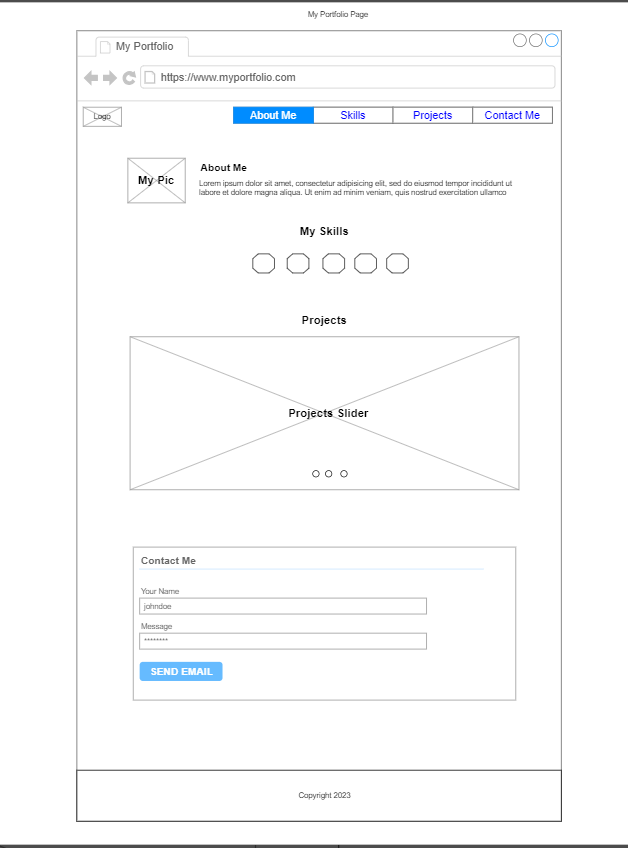 My Portfolio Page
My Portfolio
https://www.myportfolio.com
Logo
About Me
Skills
Projects
Contact Me
My Pic
About Me
Lorem ipsum dolor sit amet, consectetur adipisicing elit, sed do eiusmod tempor incididunt ut
labore et dolore magna aliqua. Ut enim ad minim veniam, quis nostrud exercitation ullamco
My Skills
Projects
Projects Slider
Contact Me
Your Name
johndoe
Message
********
SEND EMAIL
Copyright 2023